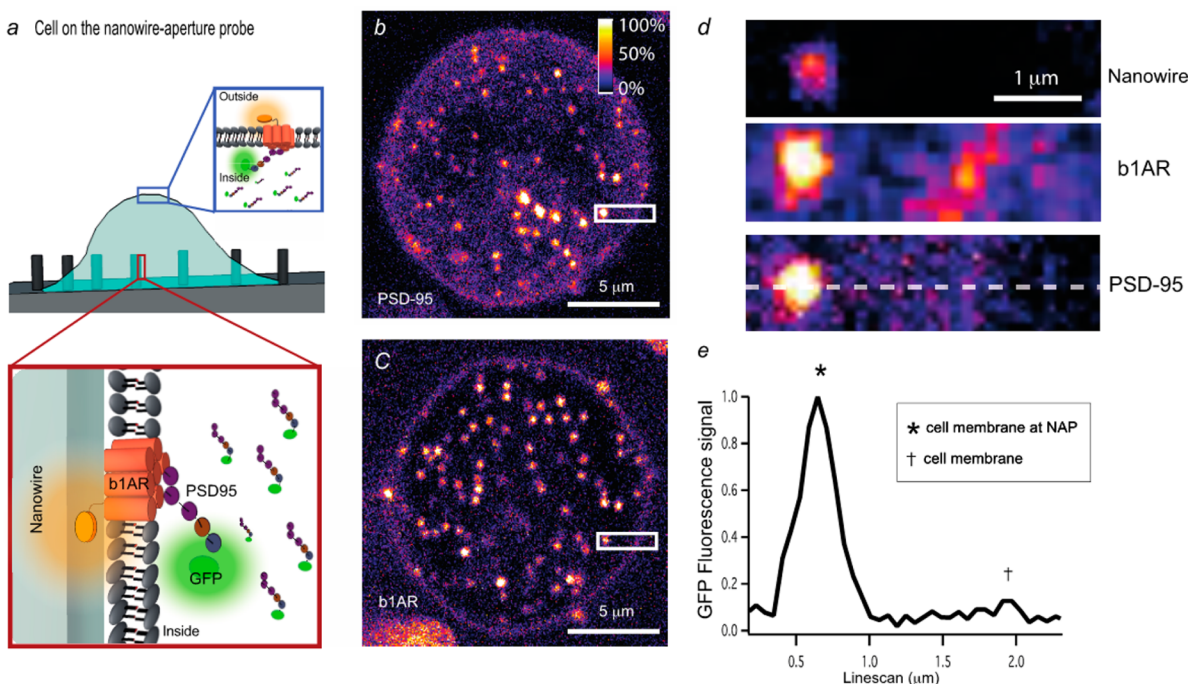 a Cell on the nanowire-aperture probe
Outside
Inside
Nanowire
b1AR
PSD95
GFP
Inside
b
100%
50%
0%
PSD-95
5 μm
C
b1AR
5 μm
d
Nanowire
1 μm
b1AR
PSD-95
e
*
1.0
0.8
0.6
0.4
0.2
0.0
GFP Fluorescence signal
* cell membrane at NAP
† cell membrane
†
0.5 1.0 1.5 2.0
Linescan (μm)